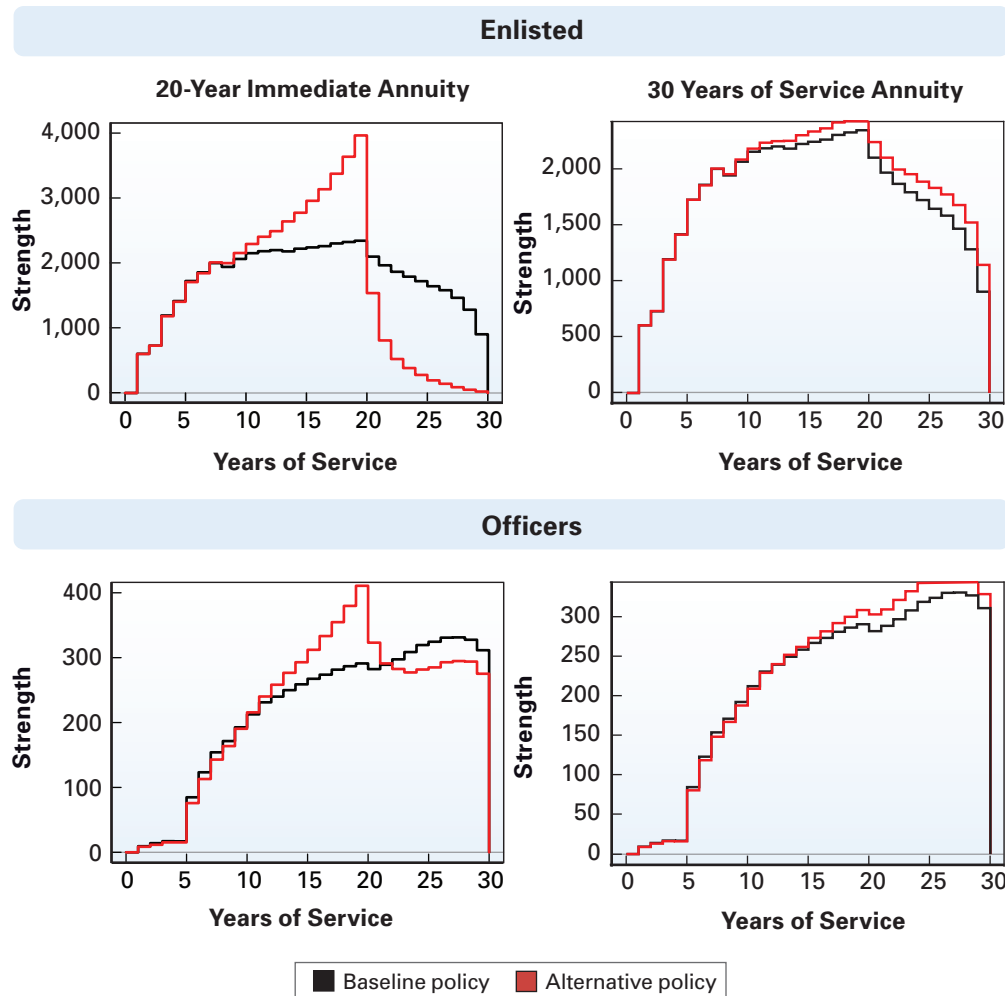 Enlisted
20-Year Immediate Annuity
30 Years of Service Annuity
Strength
4,000
3,000
2,000
1,000
0
0 5 10 15 20 25 30
Years of Service
Strength
2,000
1,500
1,000
500
0
0 5 10 15 20 25 30
Years of Service
Officers
Strength
400
300
200
100
0
0 5 10 15 20 25 30
Years of Service
Strength
300
250
200
150
100
50
0
0 5 10 15 20 25 30
Years of Service
Baseline policy Alternative policy